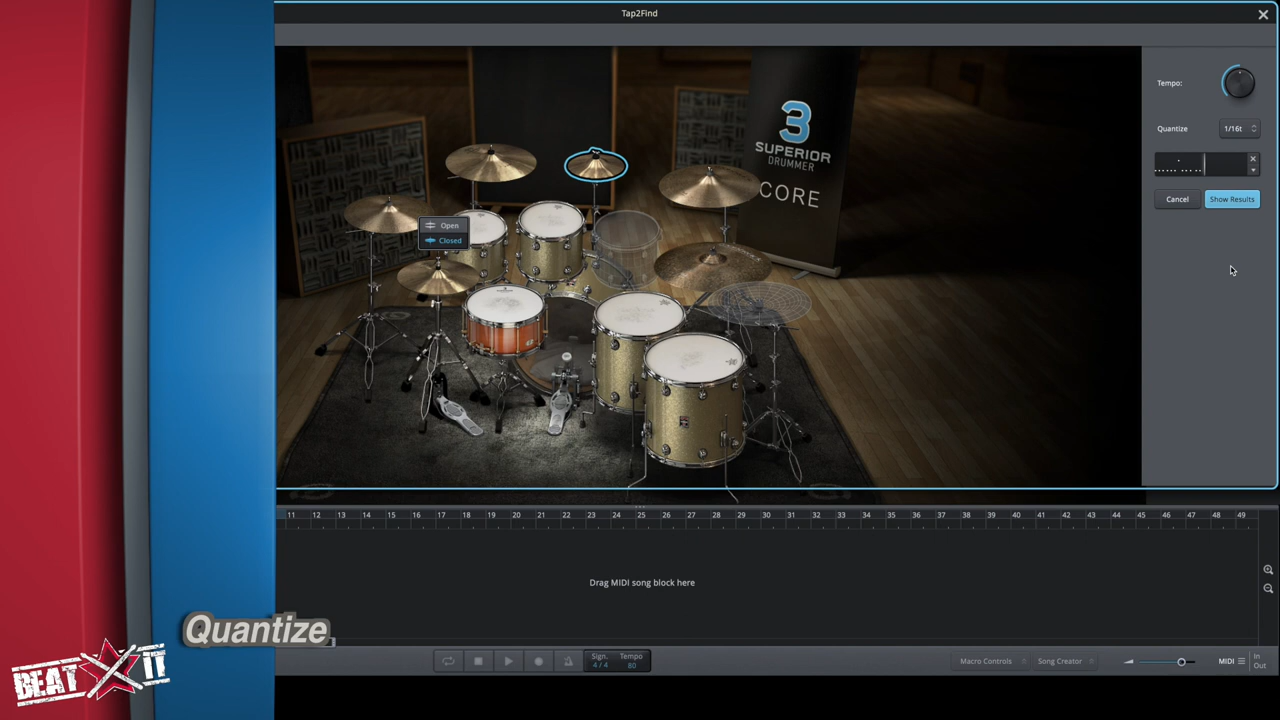 Tap2Find
Tempo:
Quantize
1/16t
Cancel
Show Results
3
SUPERIOR
DRUMMER
CORE
Open
Closed
11 12 13 14 15 16 17 18 19 20 21 22 23 24 25 26 27 28 29 30 31 32 33 34 35 36 37 38 39 40 41 42 43 44 45 46 47 48 49
Drag MIDI song block here
Quantize
BEAT X IT
Sign.
4/4
Tempo
80
Macro Controls
Song Creator
MIDI
In
Out